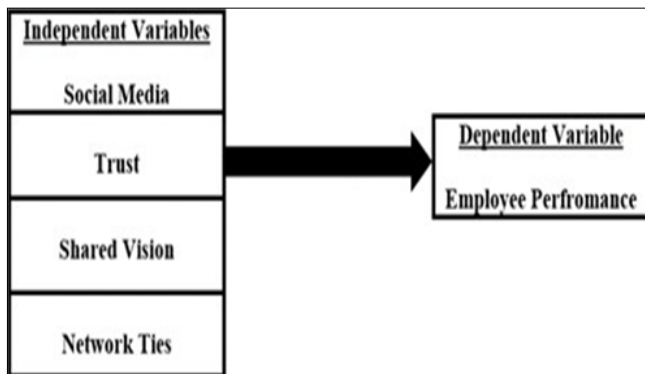 Independent Variables
Social Media
Trust
Shared Vision
Network Ties
Dependent Variable
Employee Perfromance